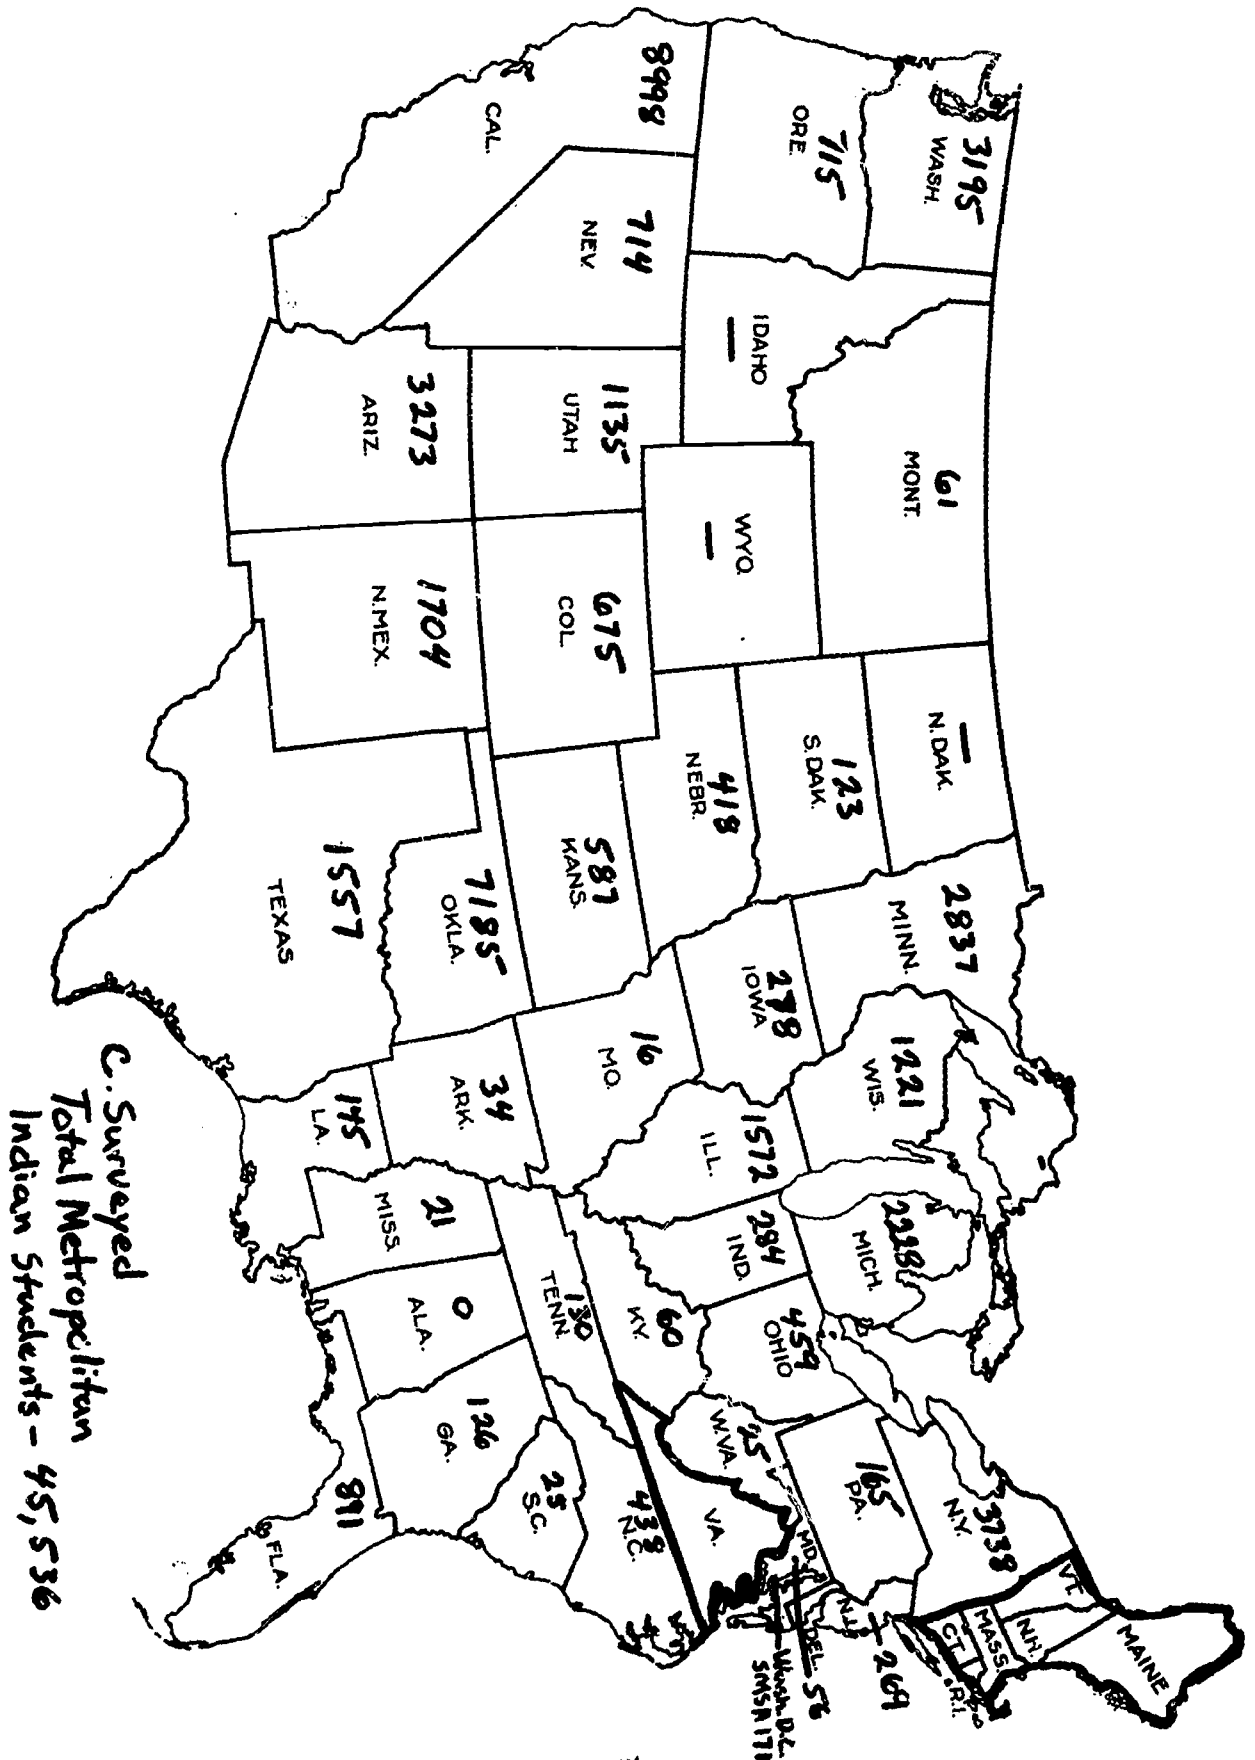 3195
WASH.
715
ORE.
8998
CAL.
714
NEV.
IDAHO
—
61
MONT.
WYO.
—
1135
UTAH
3273
ARIZ.
675
COL.
1704
N.MEX.
—
N.DAK.
123
S.DAK.
418
NEBR.
587
KANS.
7185
OKLA.
1557
TEXAS
2837
MINN.
278
IOWA
16
MO.
34
ARK.
145
LA.
1221
WIS.
1572
ILL.
MICH.
284
IND.
459
OHIO
60
KY.
130
TENN.
21
MISS.
0
ALA.
126
GA.
891
FLA.
25
S.C.
438
N.C.
VA.
25
W.VA.
165
PA.
3738
N.Y.
VT.
N.H.
MAINE
MASS.
CT.
R.I.
N.J.
269
DEL.
MD.
Wash D.C.
SMSA 171
C. Surveyed
Total Metropolitan
Indian Students - 45,536